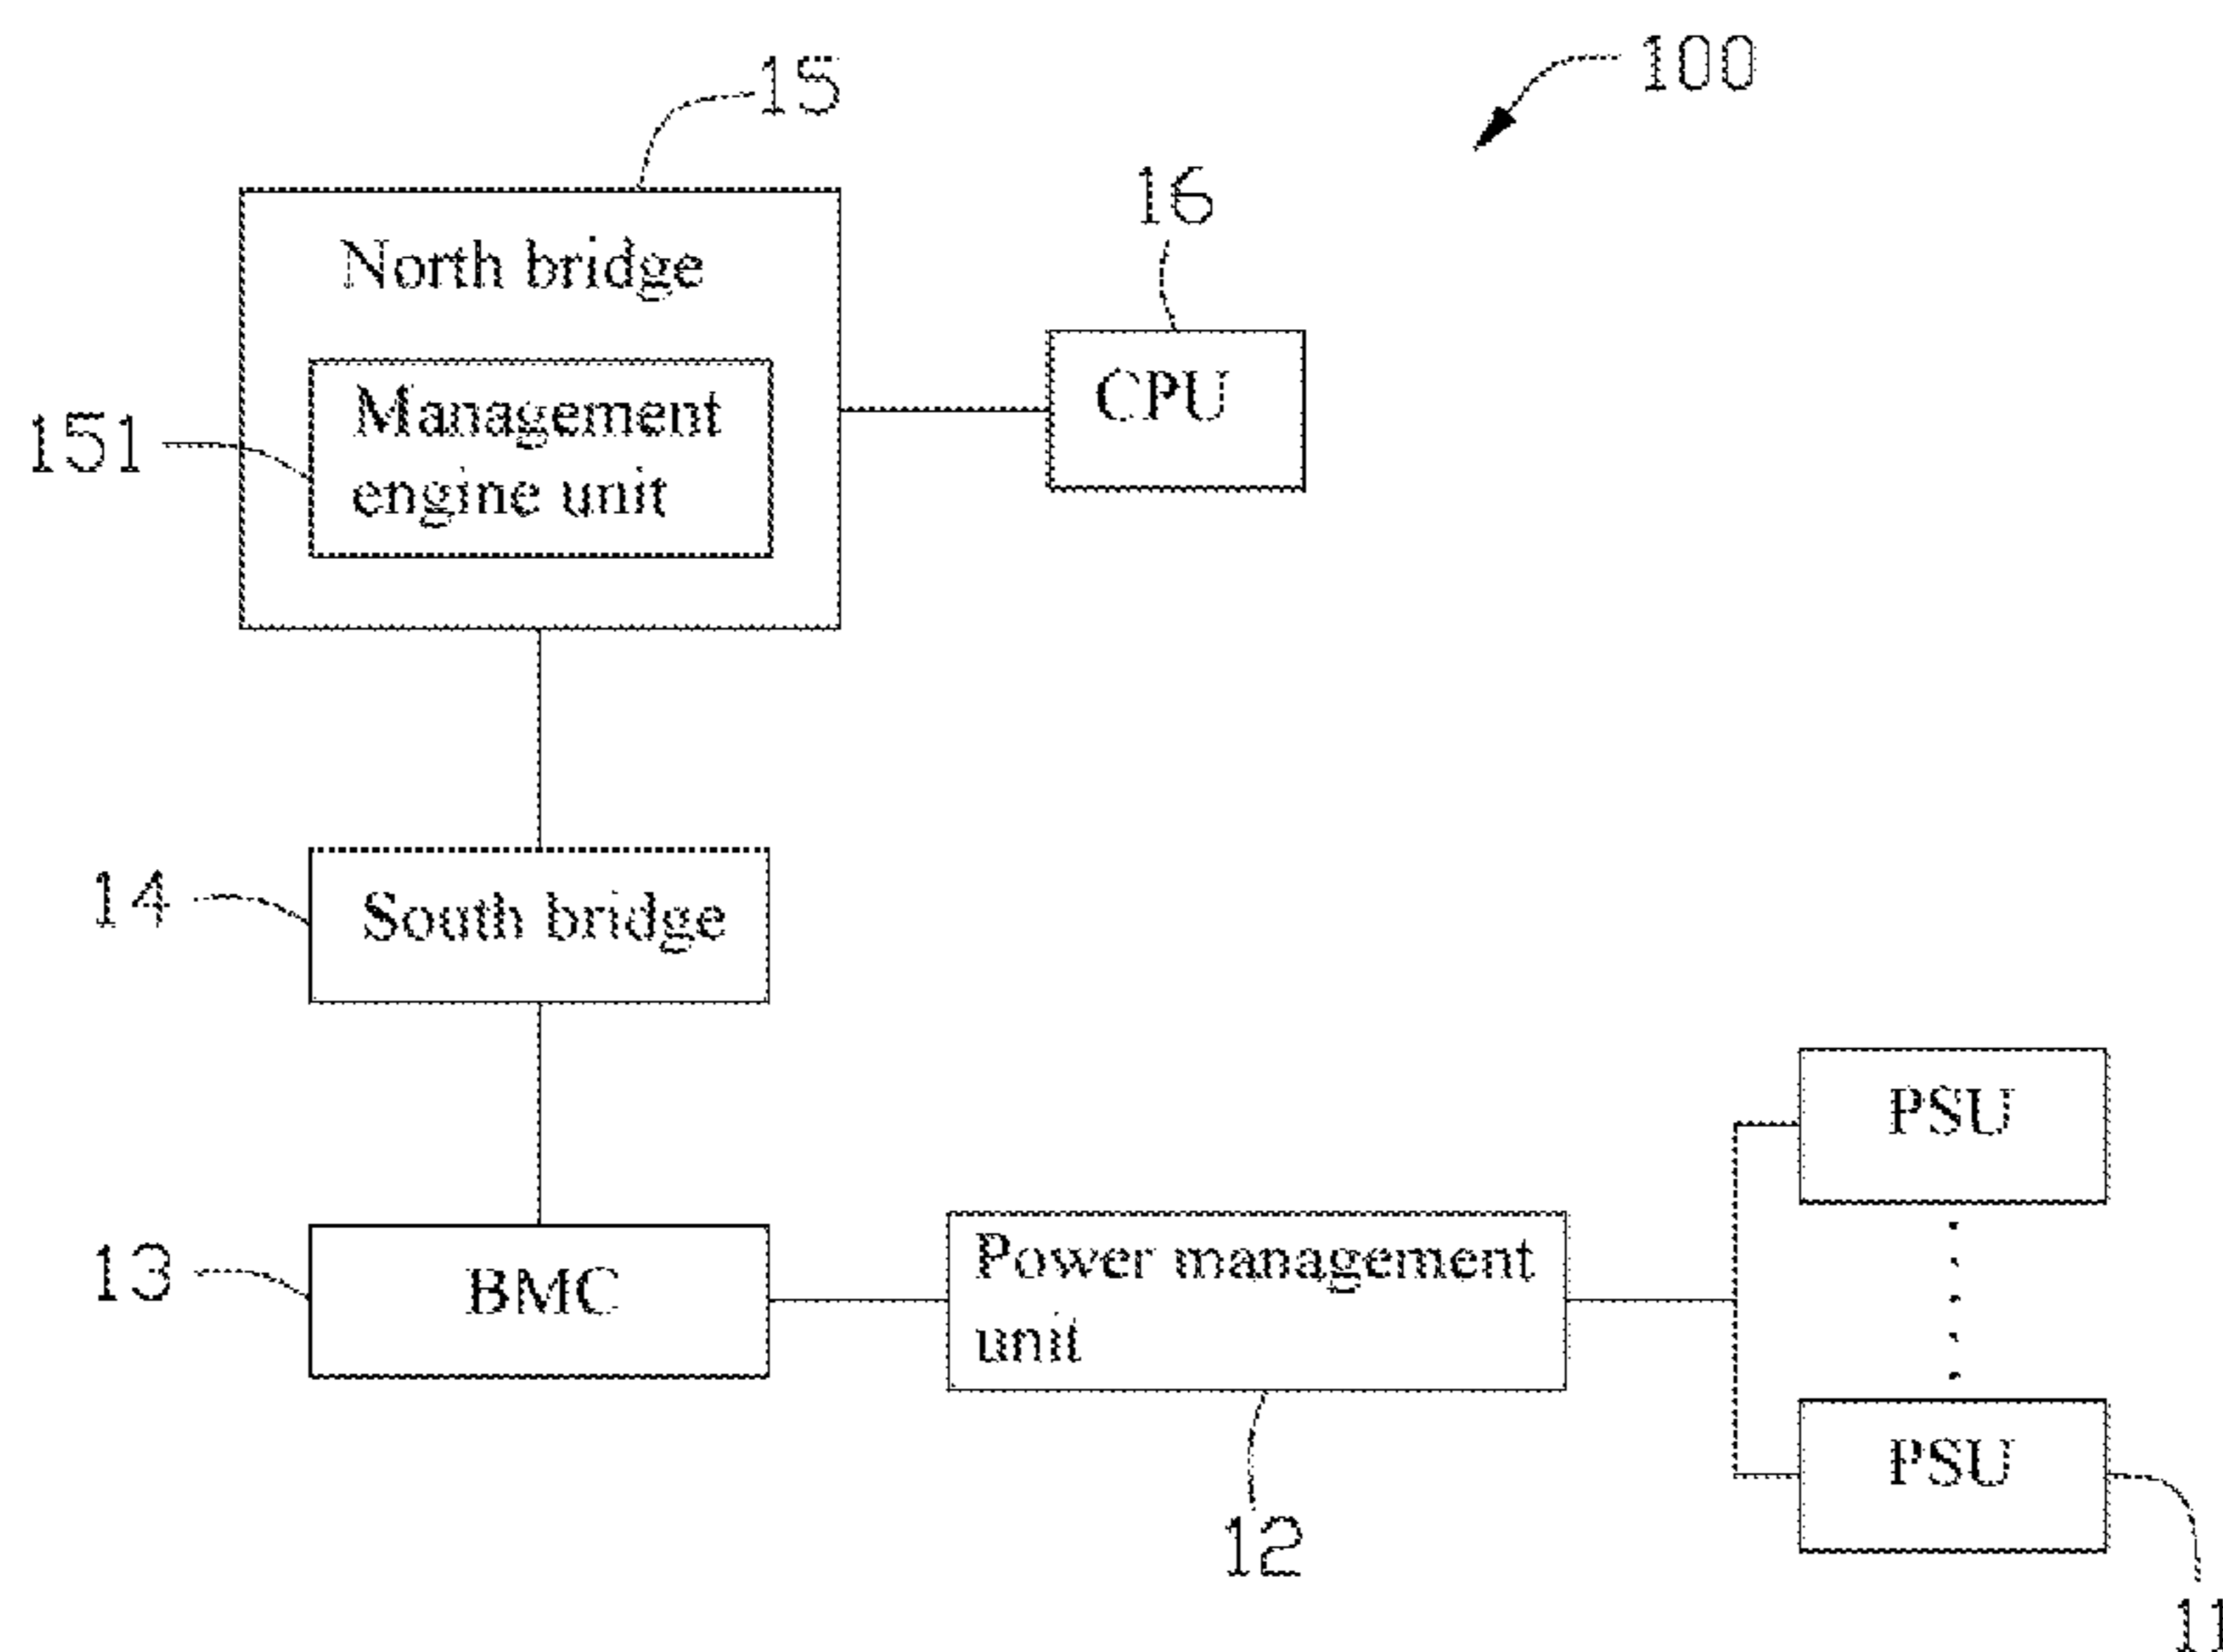 100
15
16
North bridge
CPU
Management
engine unit
151
14
South bridge
PSU
13
BMC
Power management
unit
PSU
12
11